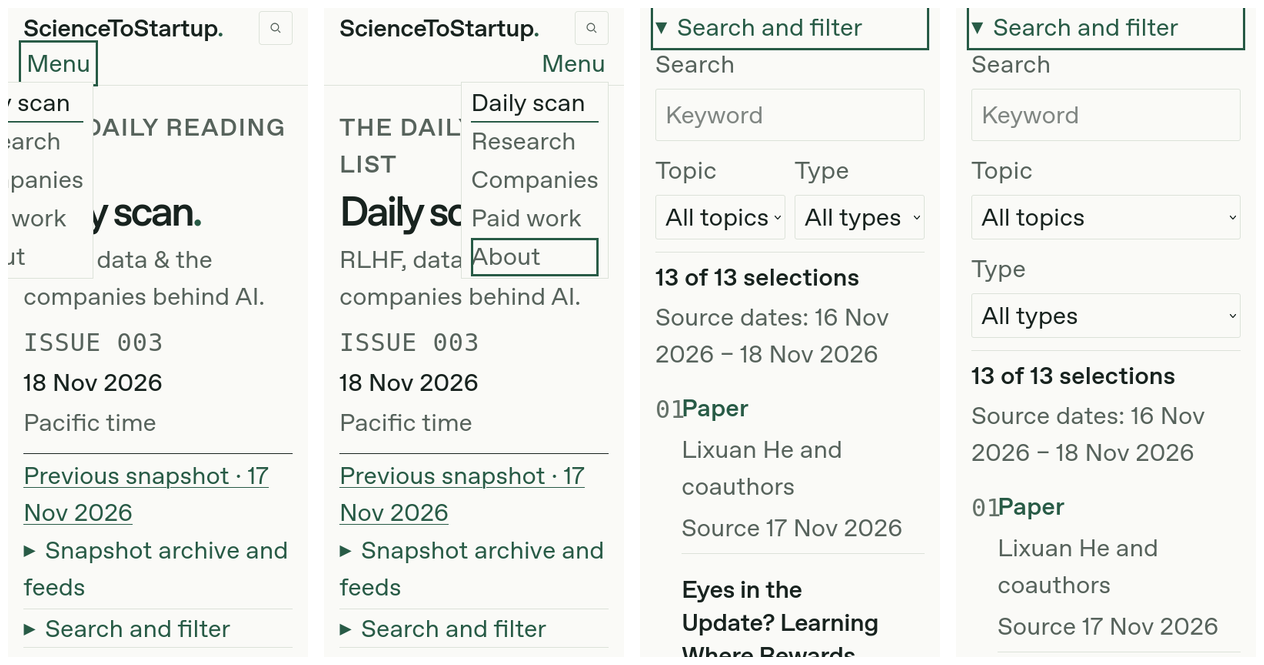 ScienceToStartup.
Menu
y scan
earch
panies
work
ut
DAILY READING
y scan.
data & the
companies behind AI.
ISSUE 003
18 Nov 2026
Pacific time
Previous snapshot · 17
Nov 2026
▶ Snapshot archive and
feeds
▶ Search and filter
ScienceToStartup.
Menu
Daily scan
Research
Companies
Paid work
About
THE DAIL
LIST
Daily sc
RLHF, data
companies behind AI.
ISSUE 003
18 Nov 2026
Pacific time
Previous snapshot · 17
Nov 2026
▶ Snapshot archive and
feeds
▶ Search and filter
▼ Search and filter
Search
Keyword
Topic Type
All topics All types
13 of 13 selections
Source dates: 16 Nov
2026 – 18 Nov 2026
01 Paper
Lixuan He and
coauthors
Source 17 Nov 2026
Eyes in the
Update? Learning
Where Rewards
▼ Search and filter
Search
Keyword
Topic
All topics
Type
All types
13 of 13 selections
Source dates: 16 Nov
2026 – 18 Nov 2026
01 Paper
Lixuan He and
coauthors
Source 17 Nov 2026